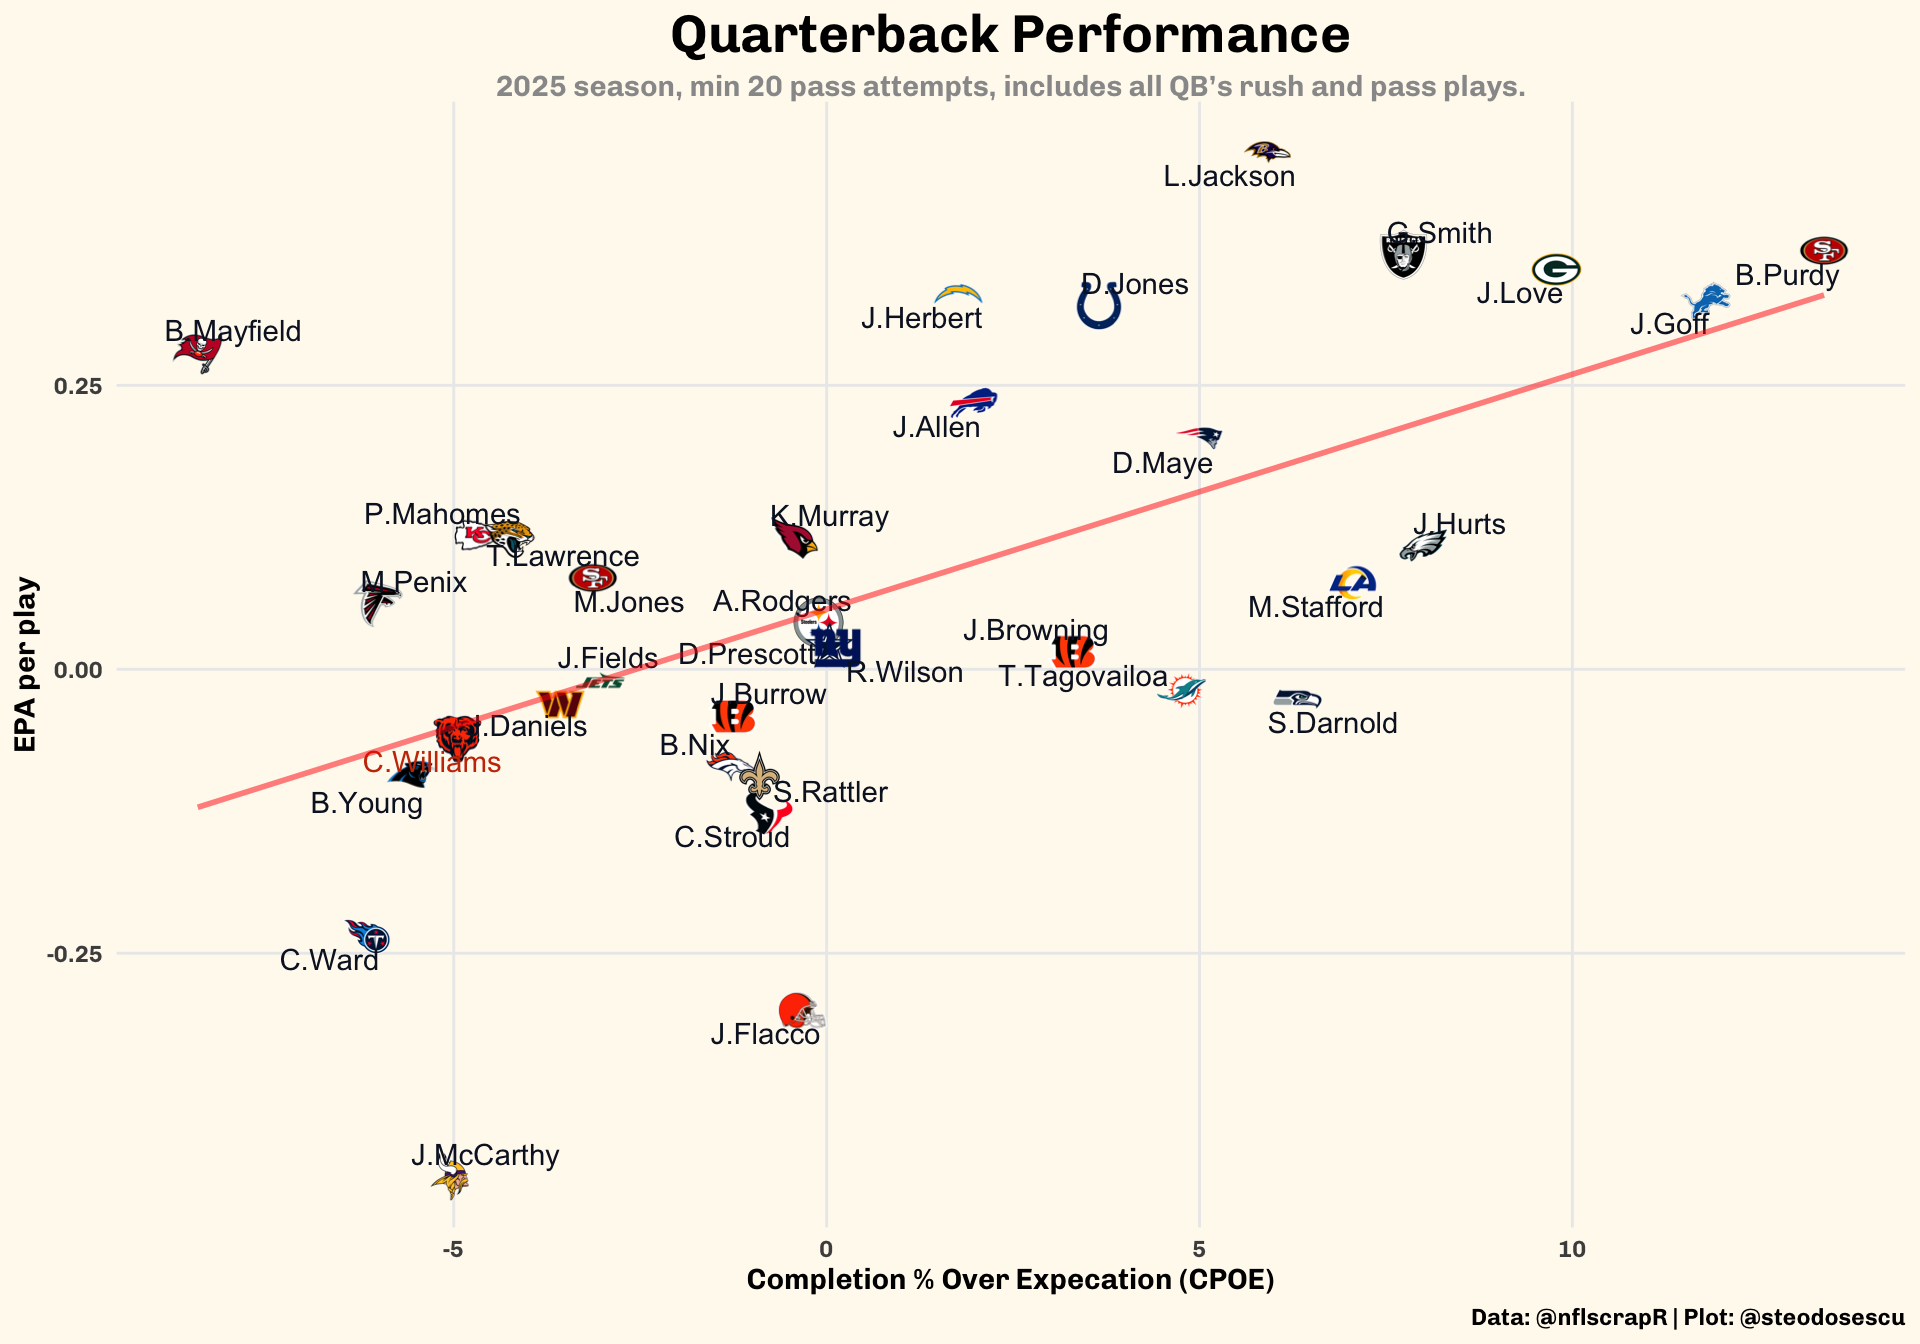 Quarterback Performance
2025 season, min 20 pass attempts, includes all QB's rush and pass plays.
L.Jackson
G.Smith
B.Purdy
J.Love
D.Jones
J.Herbert
J.Goff
B.Mayfield
0.25
J.Allen
D.Maye
P.Mahomes
K.Murray
J.Hurts
T.Lawrence
M.Penix
M.Jones
A.Rodgers
M.Stafford
J.Browning
J.Fields
D.Prescott
0.00
R.Wilson
T.Tagovailoa
J.Burrow
S.Darnold
J.Daniels
B.Nix
C.Williams
S.Rattler
B.Young
C.Stroud
-0.25
C.Ward
J.Flacco
J.McCarthy
EPA per play
-5
0
5
10
Completion % Over Expecation (CPOE)
Data: @nflscrapR | Plot: @steodosescu